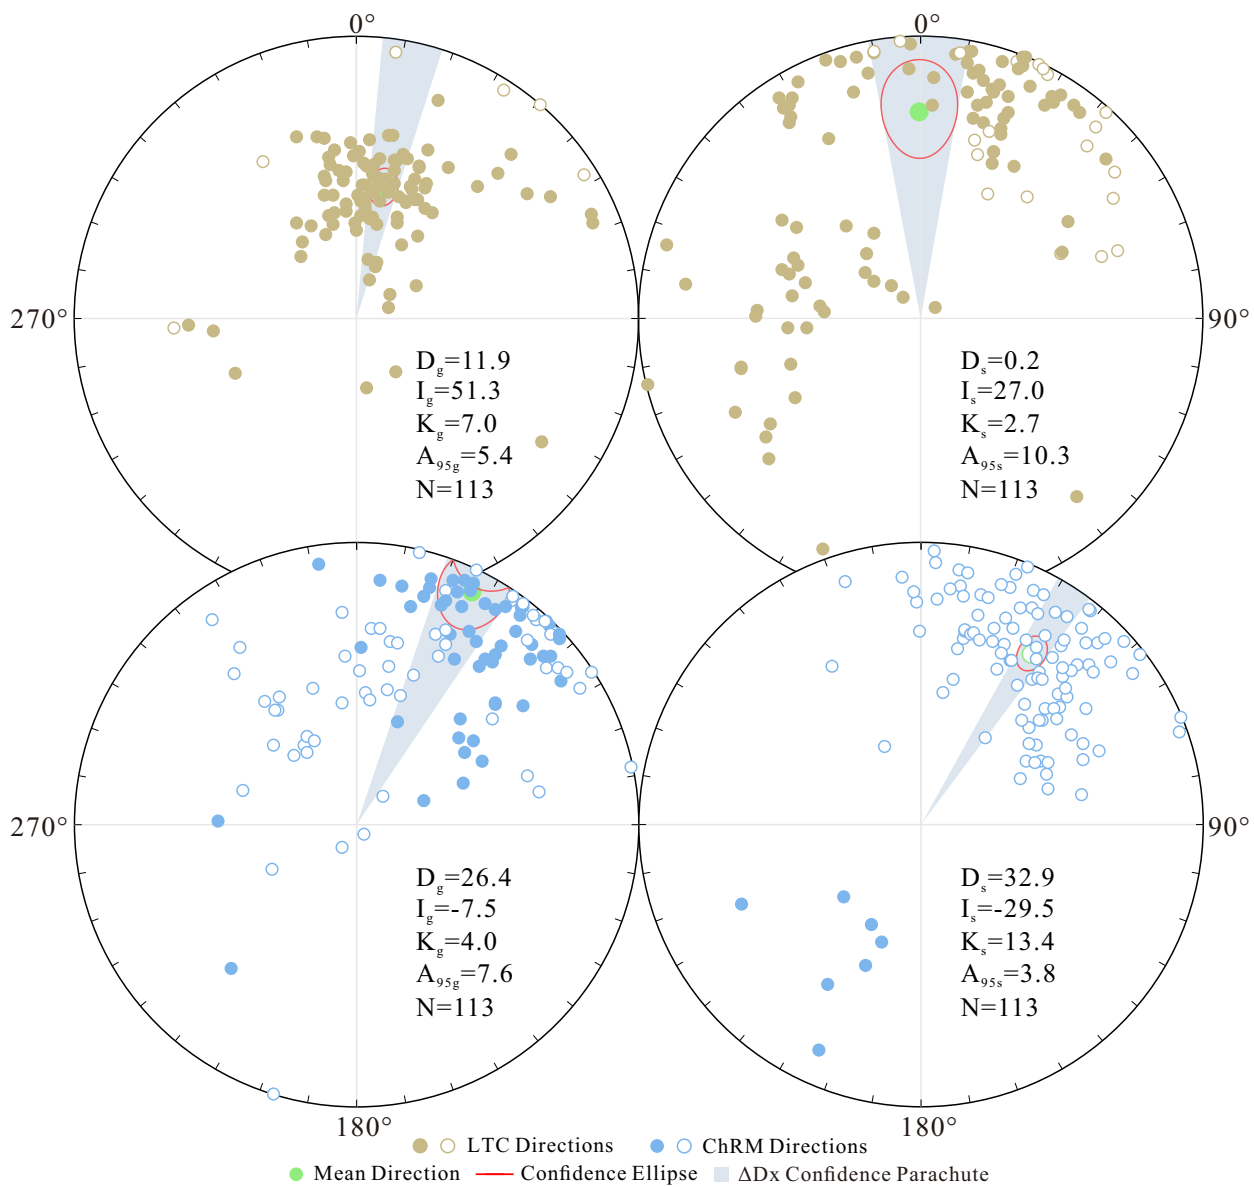 0° 0°
270° 90°
D_g=11.9
I_g=51.3
K_g=7.0
A_95g=5.4
N=113
D_s=0.2
I_s=27.0
K_s=2.7
A_95s=10.3
N=113
270° 90°
D_g=26.4
I_g=-7.5
K_g=4.0
A_95g=7.6
N=113
D_s=32.9
I_s=-29.5
K_s=13.4
A_95s=3.8
N=113
180° 180°
LTC Directions ChRM Directions
Mean Direction Confidence Ellipse ΔDx Confidence Parachute